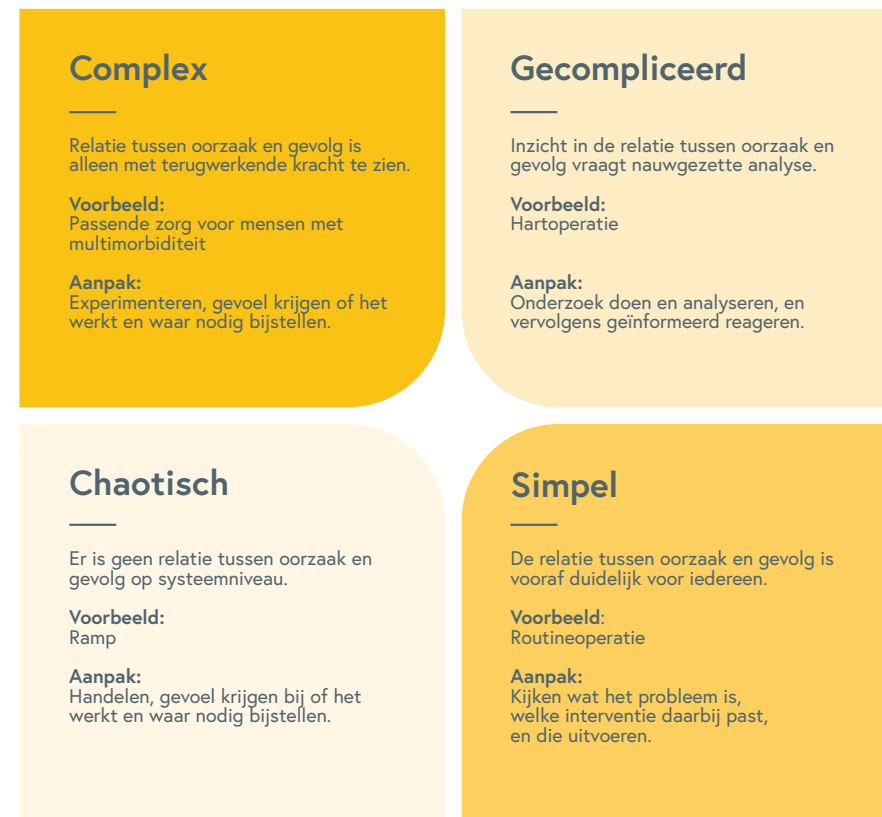 Complex
Relatie tussen oorzaak en gevolg is
alleen met terugwerkende kracht te zien.
Voorbeeld:
Passende zorg voor mensen met
multimorbiditeit
Aanpak:
Experimenteren, gevoel krijgen of het
werkt en waar nodig bijstellen.
Gecompliceerd
Inzicht in de relatie tussen oorzaak en
gevolg vraagt nauwgezette analyse.
Voorbeeld:
Hartoperatie
Aanpak:
Onderzoek doen en analyseren, en
vervolgens geïnformeerd reageren.
Chaotisch
Er is geen relatie tussen oorzaak en
gevolg op systeemniveau.
Voorbeeld:
Ramp
Aanpak:
Handelen, gevoel krijgen bij of het
werkt en waar nodig bijstellen.
Simpel
De relatie tussen oorzaak en gevolg is
vooraf duidelijk voor iedereen.
Voorbeeld:
Routineoperatie
Aanpak:
Kijken wat het probleem is,
welke interventie daarbij past,
en die uitvoeren.